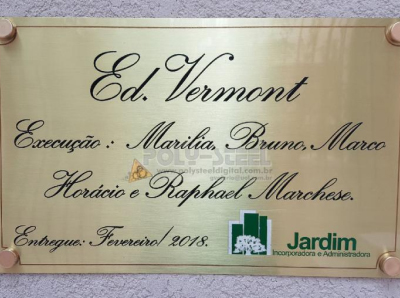 Ed. Vermont
Execução: Marilia, Bruno, Marco
POLY-STEEL
www.polysteeldigital.com.br
Horácio e Raphael Marchese.
Entregue: Fevereiro/2018.
Jardim
Incorporadora e Administradora